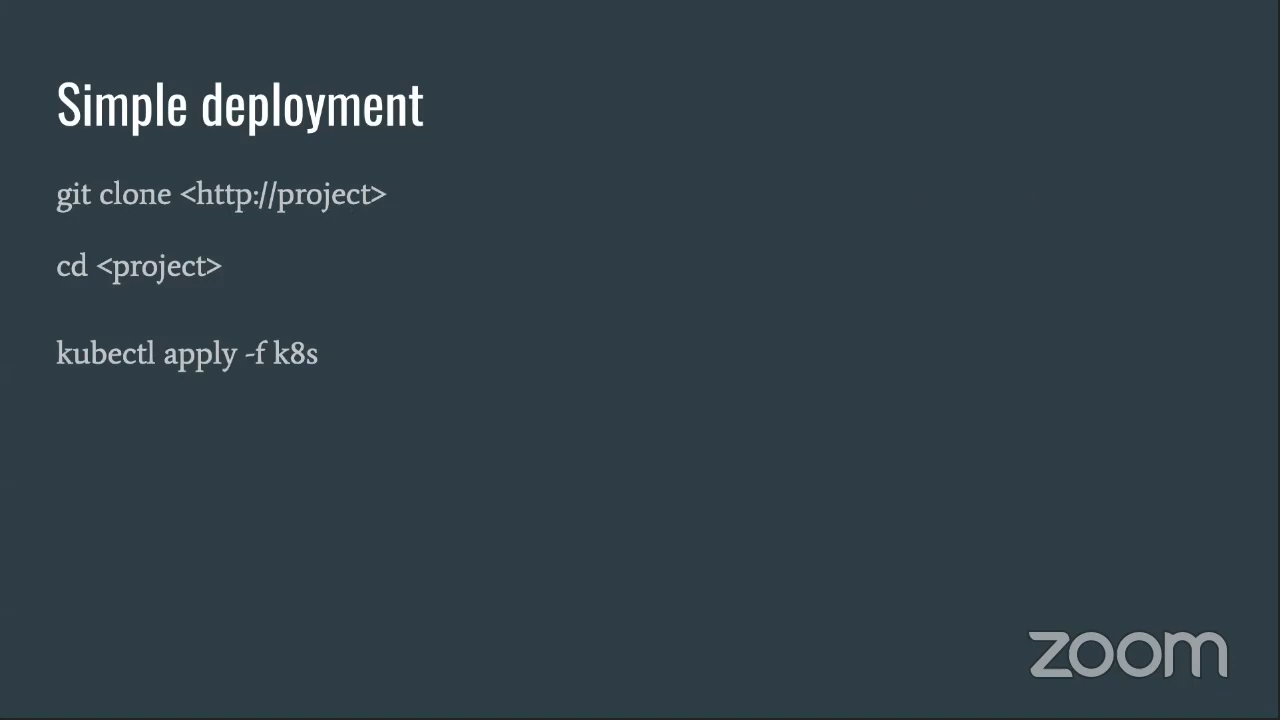 Simple deployment
git clone <http://project>
cd <project>
kubectl apply -f k8s
zoom